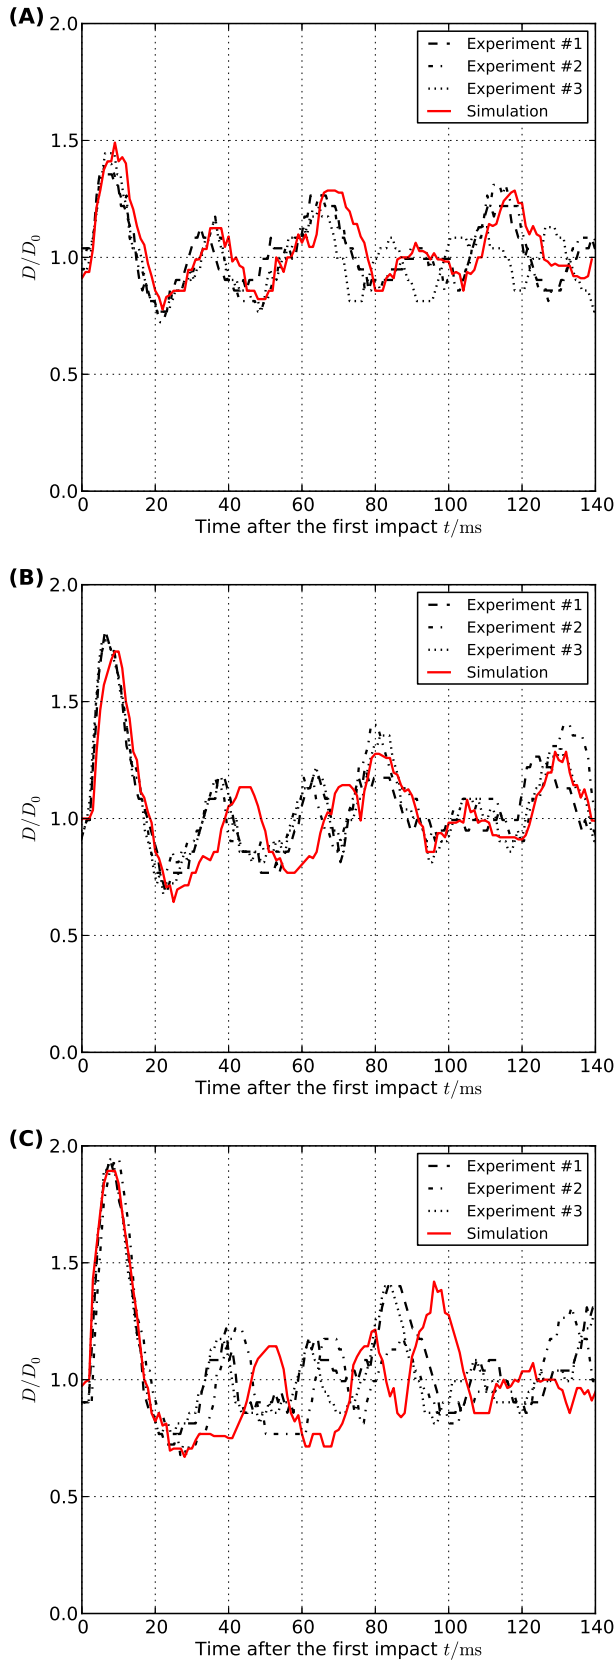 (A)
2.0
1.5
1.0
0.5
0.0
D/D₀
Experiment #1
Experiment #2
Experiment #3
Simulation
0 20 40 60 80 100 120 140
Time after the first impact t/ms
(B)
2.0
1.5
1.0
0.5
0.0
D/D₀
Experiment #1
Experiment #2
Experiment #3
Simulation
0 20 40 60 80 100 120 140
Time after the first impact t/ms
(C)
2.0
1.5
1.0
0.5
0.0
D/D₀
Experiment #1
Experiment #2
Experiment #3
Simulation
0 20 40 60 80 100 120 140
Time after the first impact t/ms